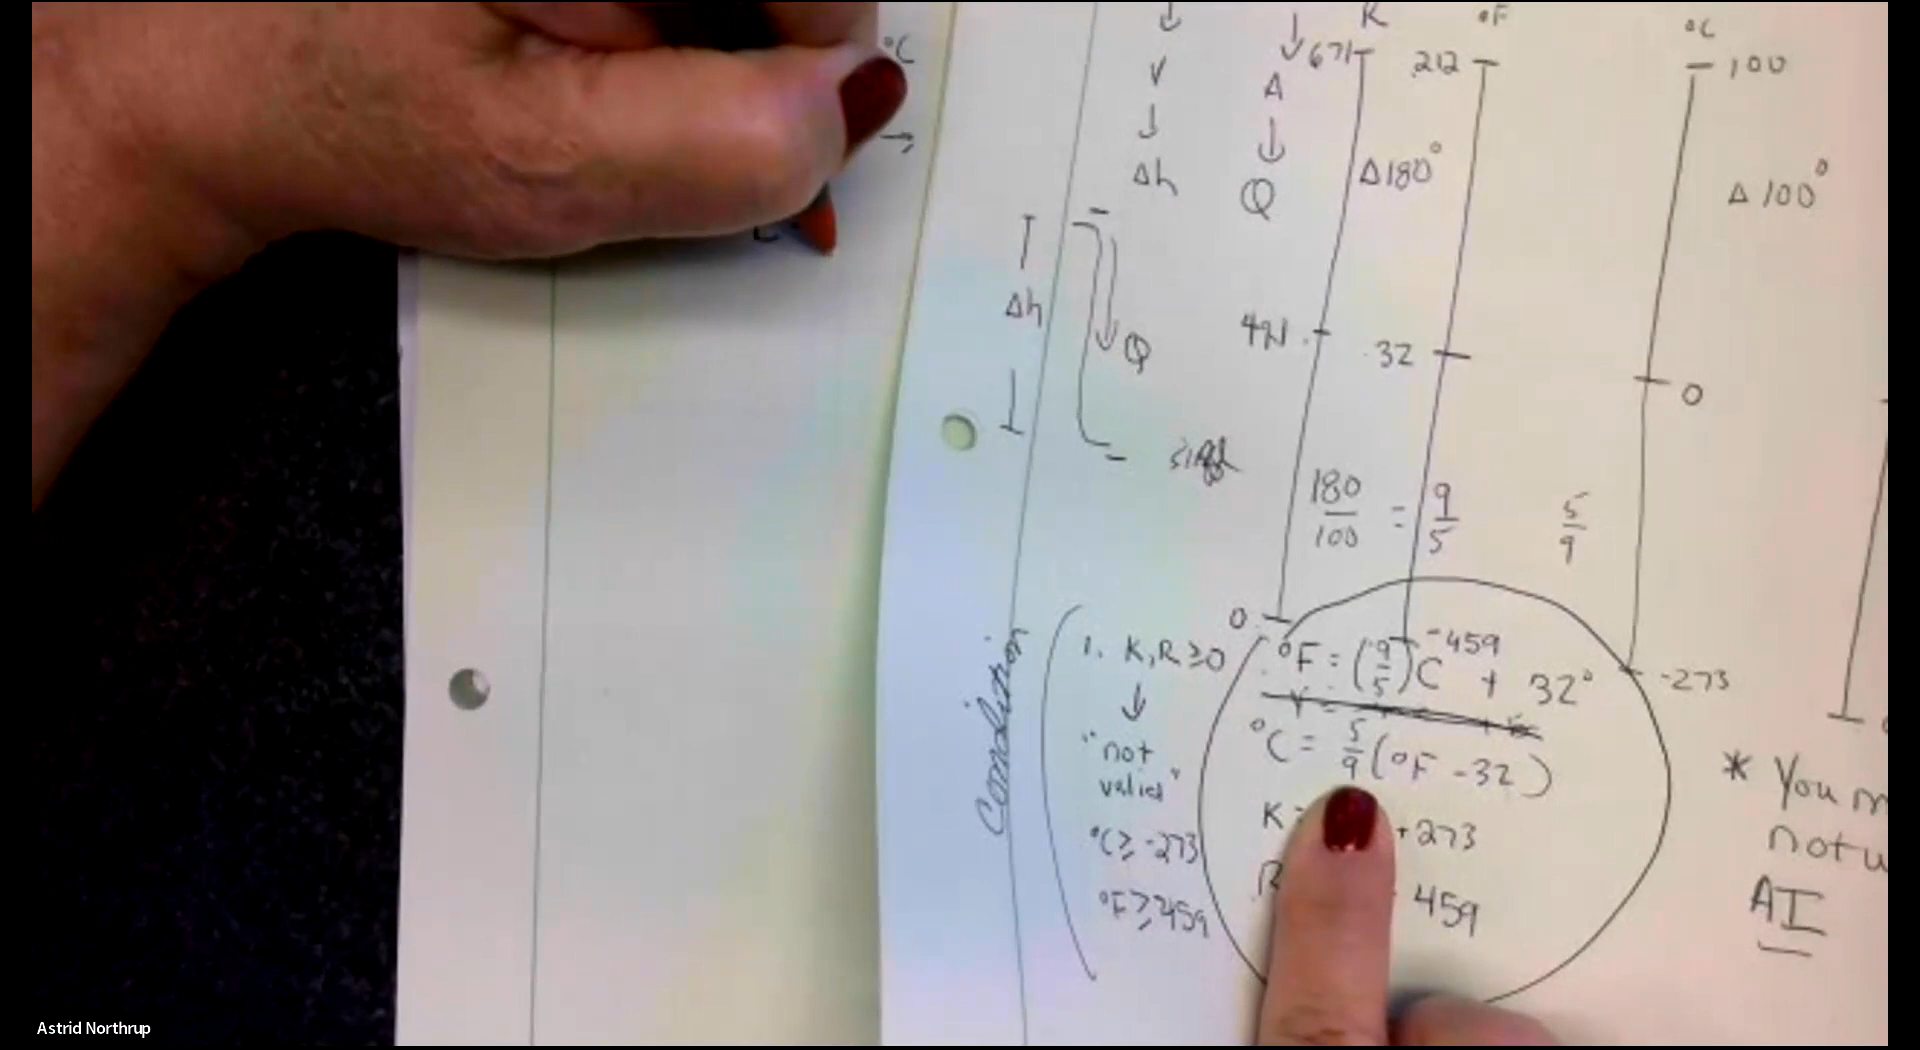 °C
→
↓
V
↓
Δh
↓
A
↓
Q
K
671
°F
212
°C
100
Δ180°
Δ100°
Δh
Q
491
32
0
180/100 = 9/5
5/9
0
-459
-273
Condition
1. K, R ≥0
↓
"not
valid"
°C ≥ -273
°F ≥ -459
°F = (9/5)C + 32°
°C = 5/9(°F - 32)
K = +273
R 459
* You m
not u
AI
Astrid Northrup